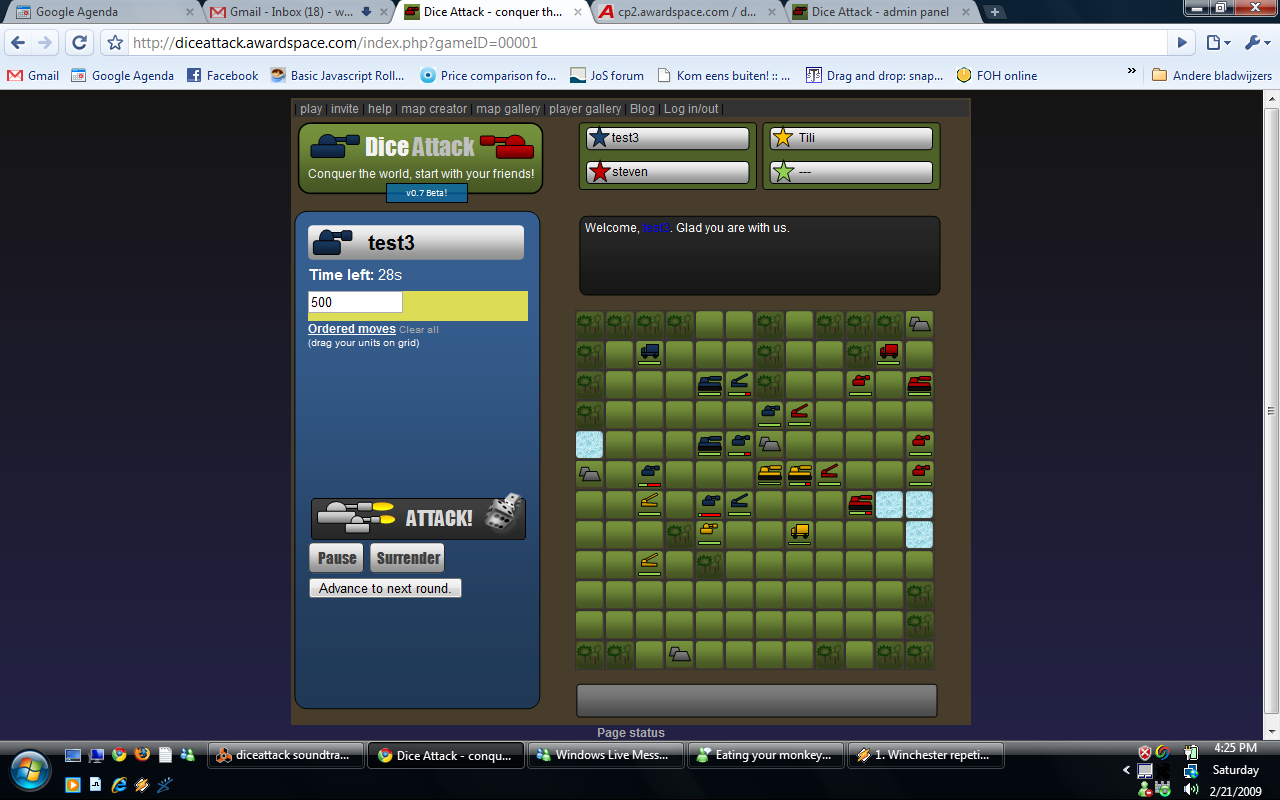 Google Agenda
Gmail - Inbox (18) - w...
Dice Attack - conquer th...
cp2.awardspace.com / d...
Dice Attack - admin panel
http://diceattack.awardspace.com/index.php?gameID=00001
Gmail
Google Agenda
Facebook
Basic Javascript Roll...
Price comparison fo...
JoS forum
Kom eens buiten! :: ...
Drag and drop: snap...
FOH online
»
Andere bladwijzers
| play | invite | help | map creator | map gallery | player gallery | Blog | Log in/out |
Dice Attack
Conquer the world, start with your friends!
v0.7 Beta!
test3
Tili
steven
---
test3
Time left: 28s
500
Ordered moves Clear all
(drag your units on grid)
ATTACK!
Pause
Surrender
Advance to next round.
Welcome, test3. Glad you are with us.
Page status
diceattack soundtra...
Dice Attack - conqu...
Windows Live Mess...
Eating your monkey...
1. Winchester repeti...
4:25 PM
Saturday
2/21/2009